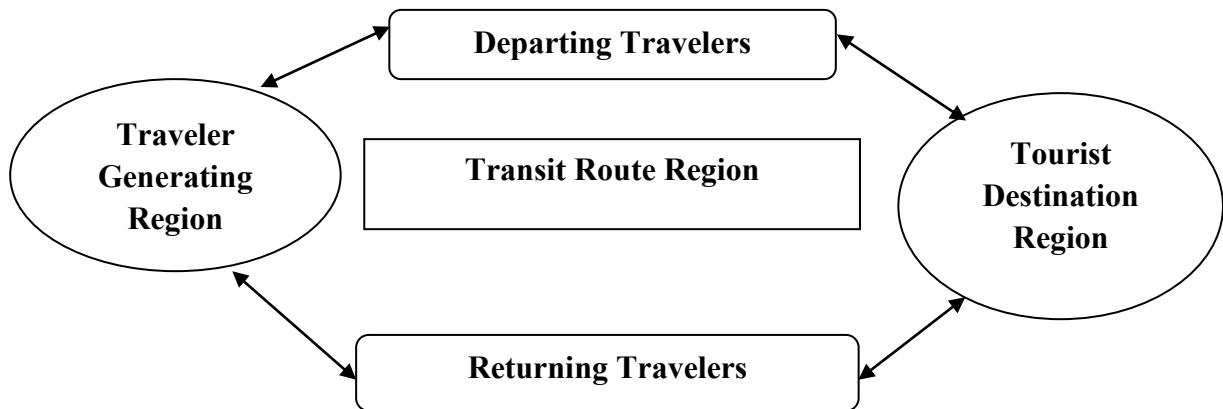 Departing Travelers
Traveler
Generating
Region
Transit Route Region
Tourist
Destination
Region
Returning Travelers